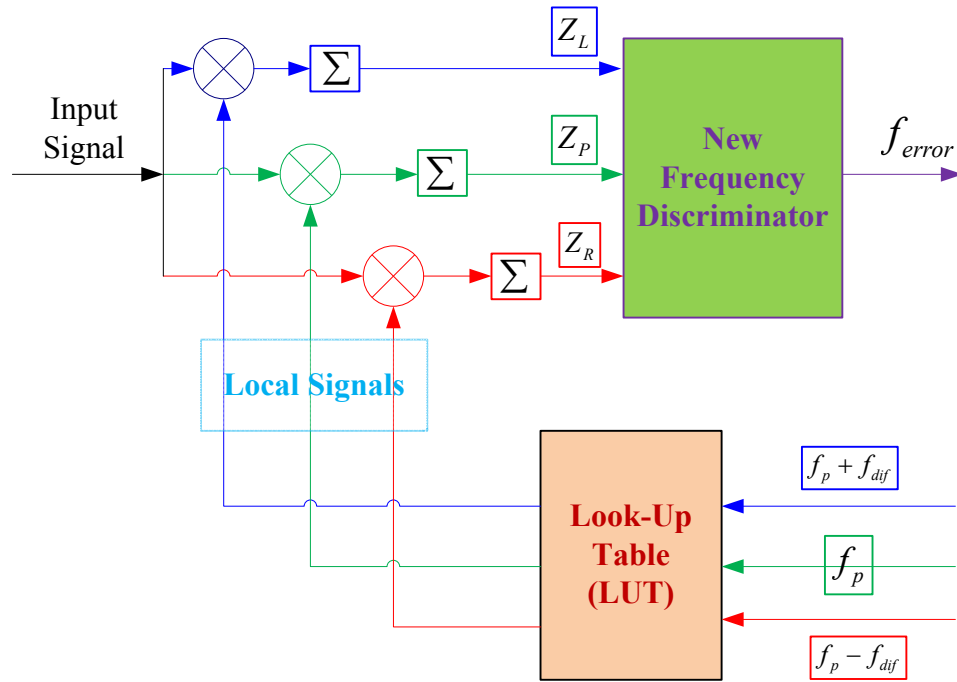 Z_L
Σ
Input
Signal
Z_P
Σ
New
Frequency
Discriminator
f_error
Z_R
Σ
Local Signals
f_p + f_dif
Look-Up
Table
(LUT)
f_p
f_p − f_dif